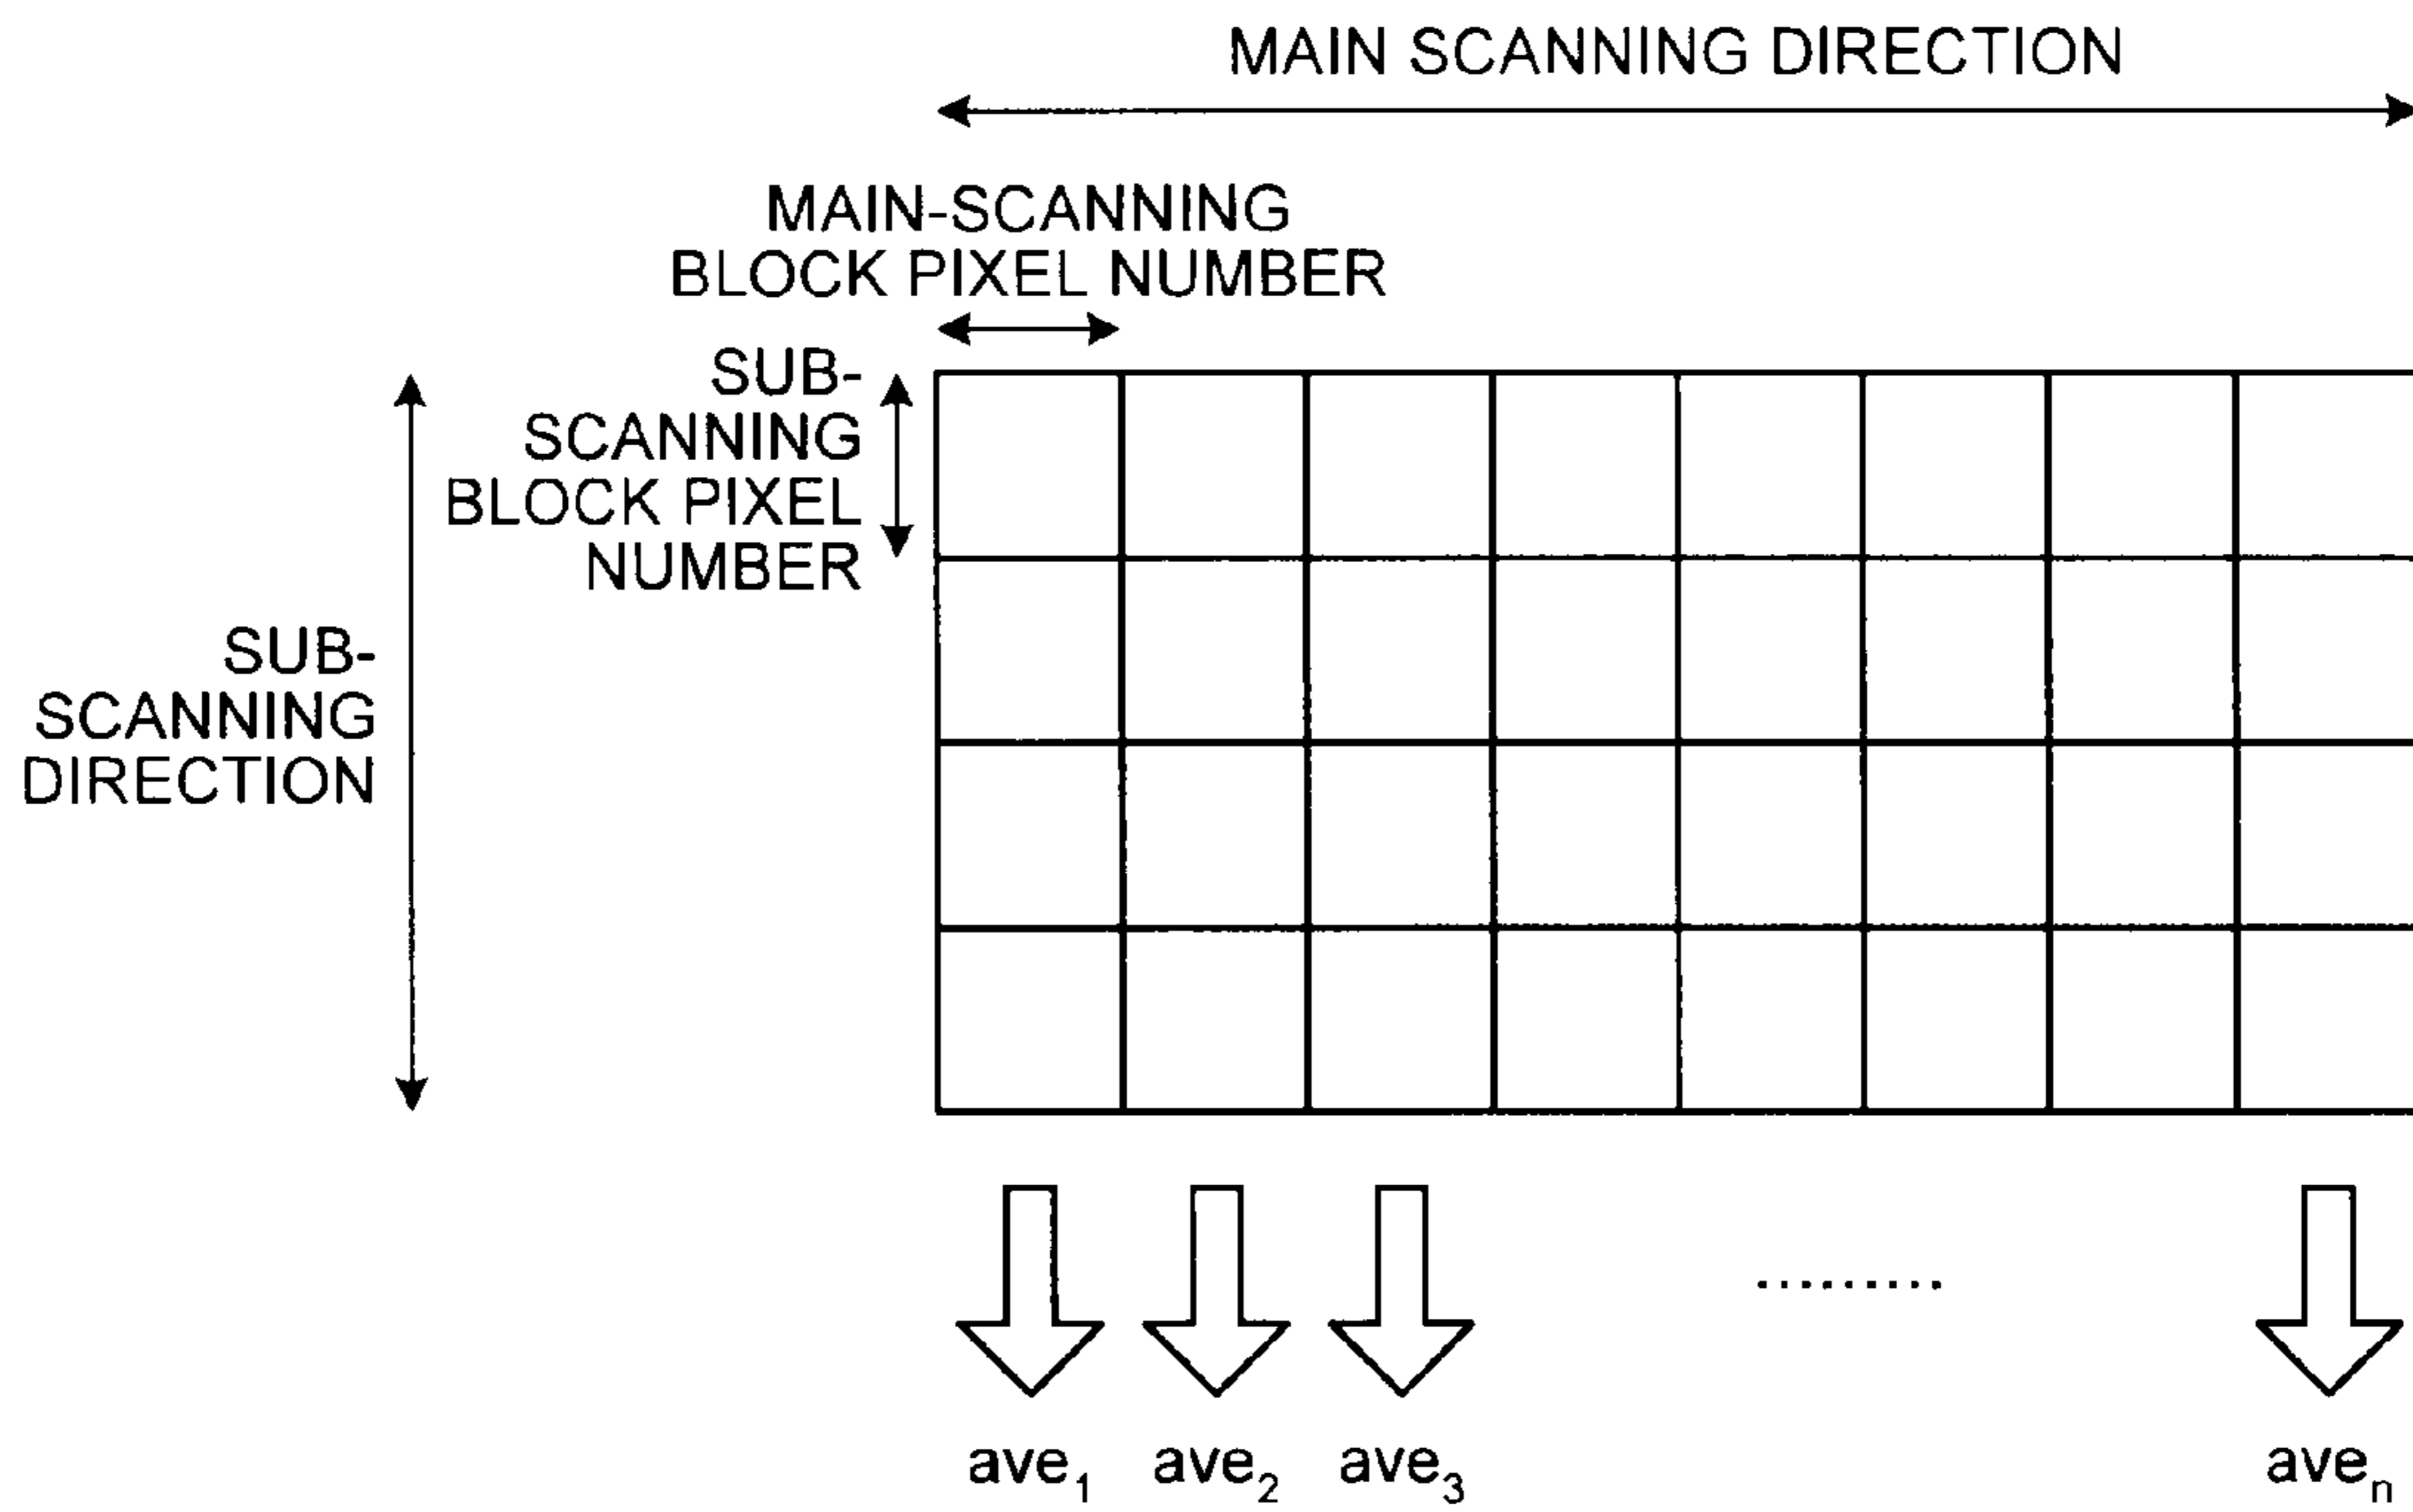 MAIN SCANNING DIRECTION
MAIN-SCANNING
BLOCK PIXEL NUMBER
SUB-
SCANNING
BLOCK PIXEL
NUMBER
SUB-
SCANNING
DIRECTION
.........
ave₁ ave₂ ave₃ aveₙ